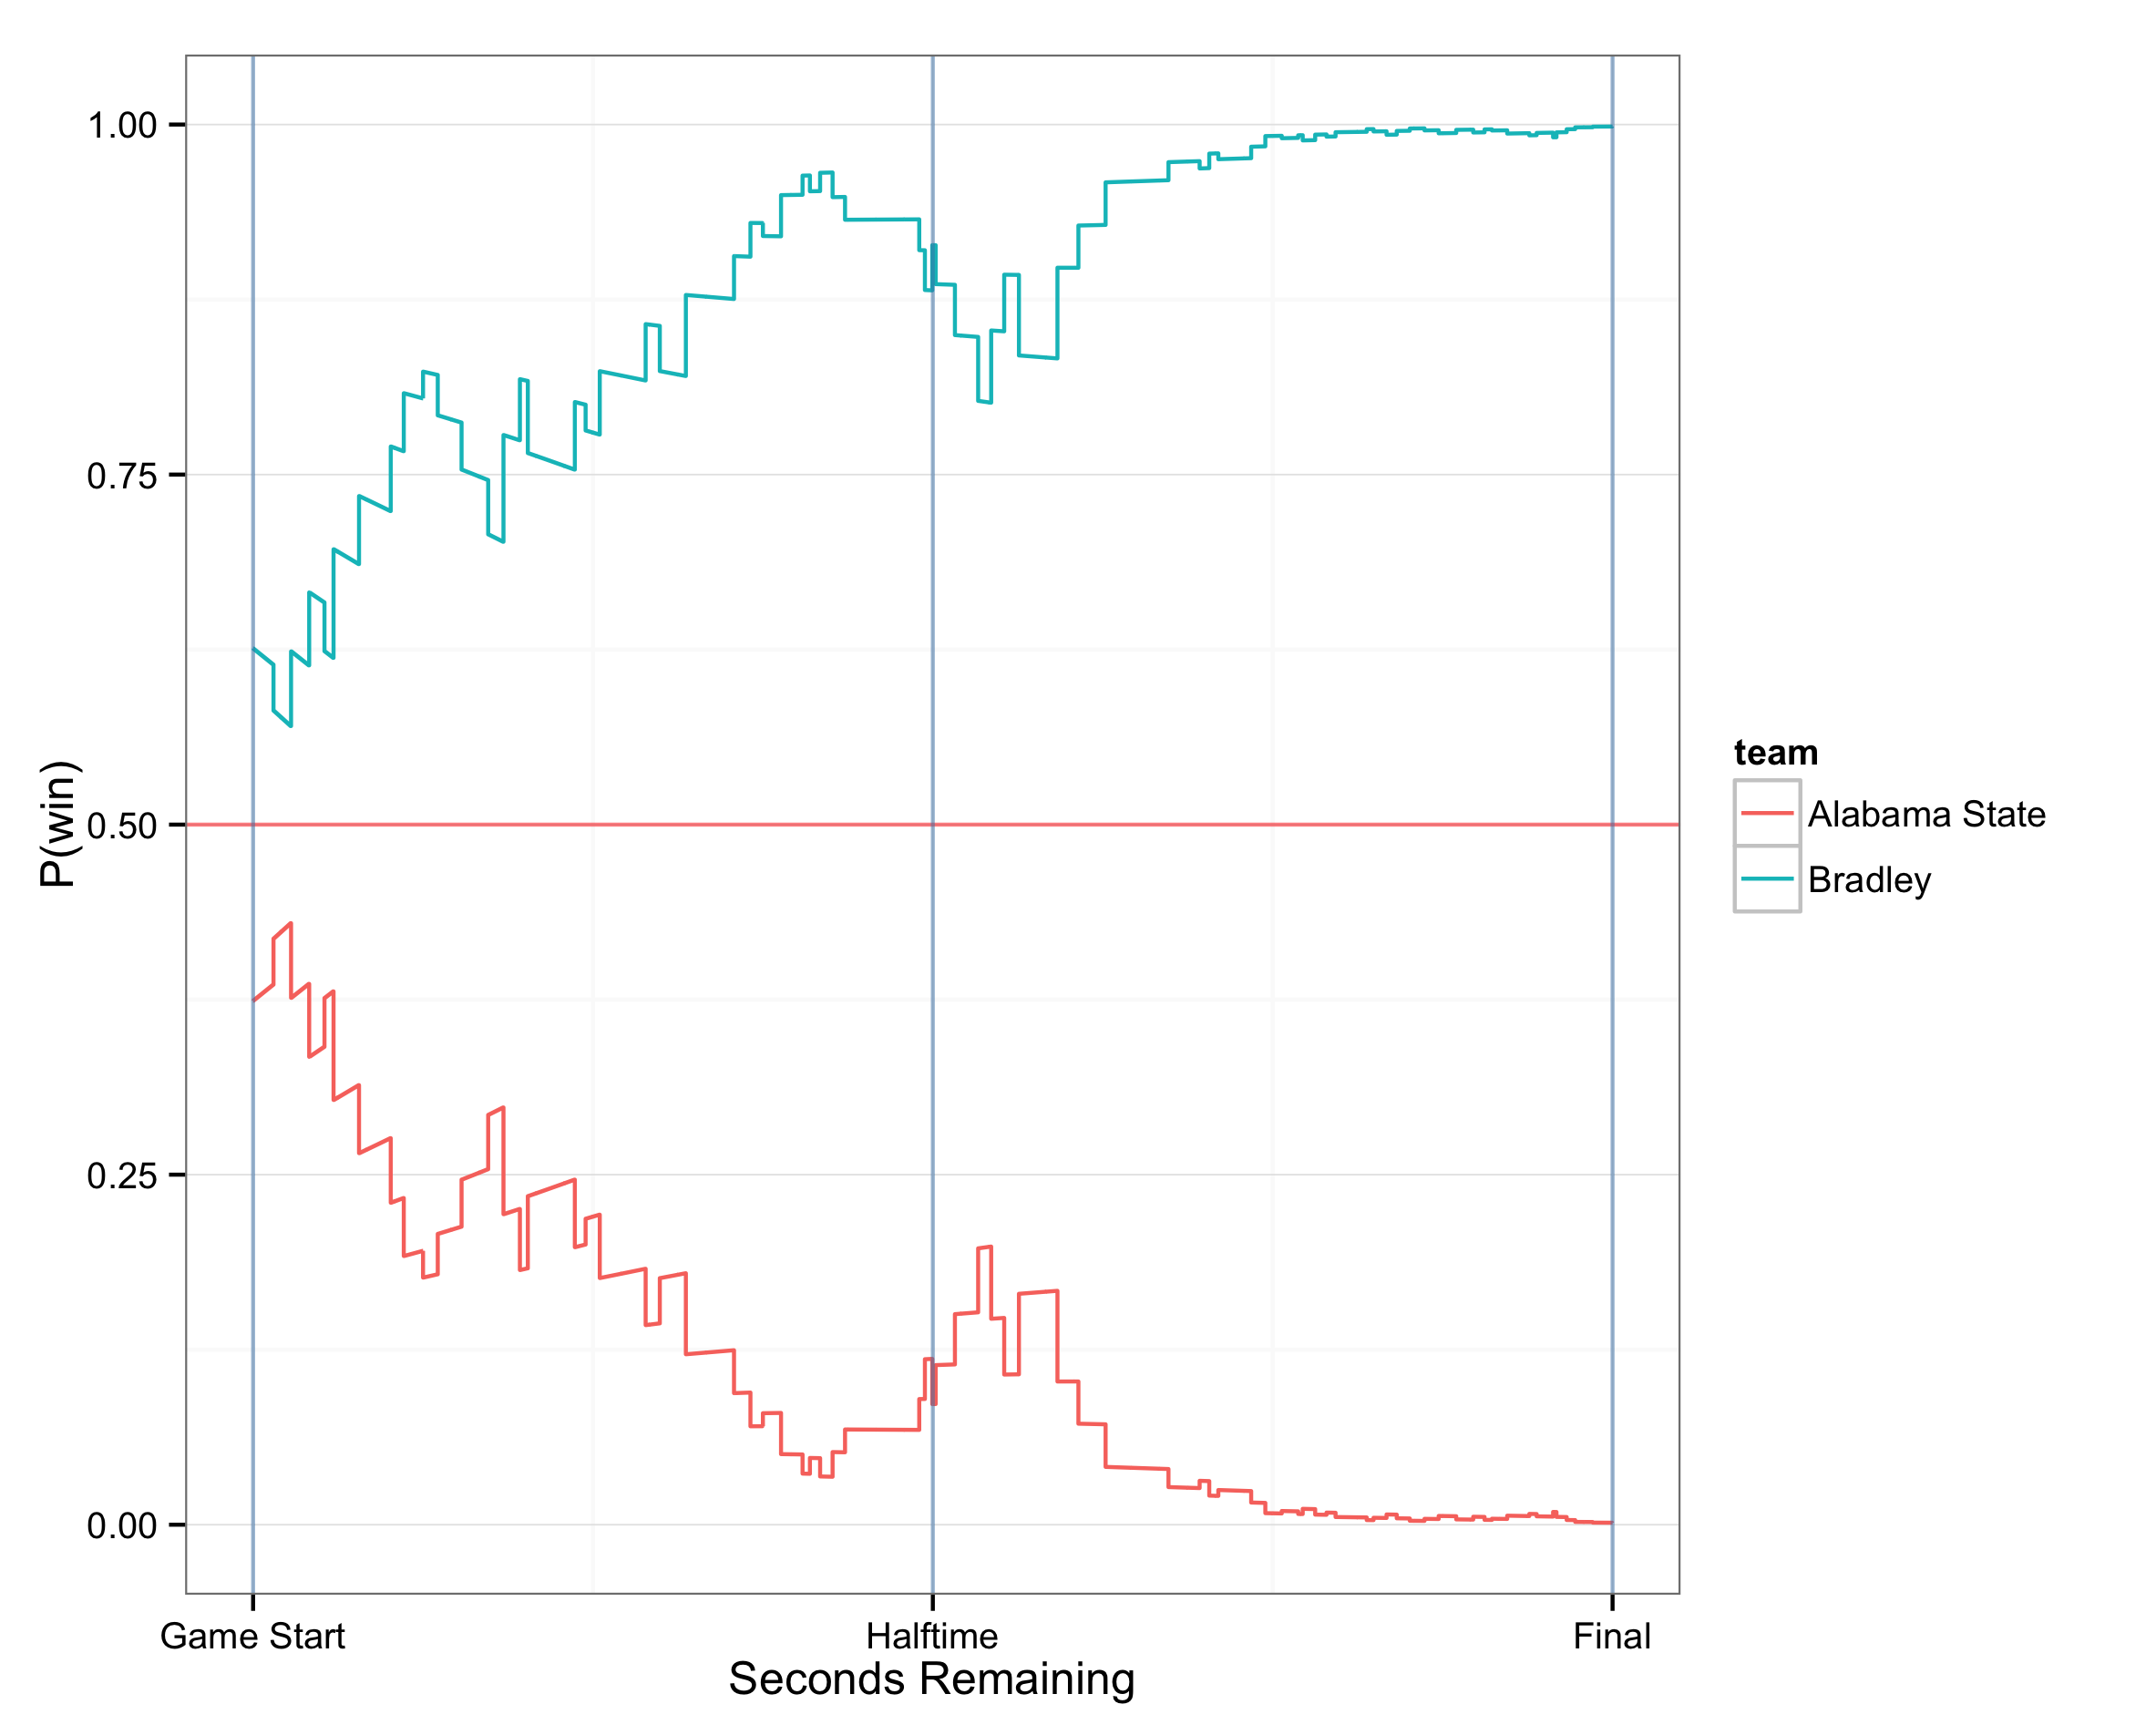 P(win)
1.00
0.75
0.50
0.25
0.00
Game Start
Halftime
Final
Seconds Remaining
team
Alabama State
Bradley